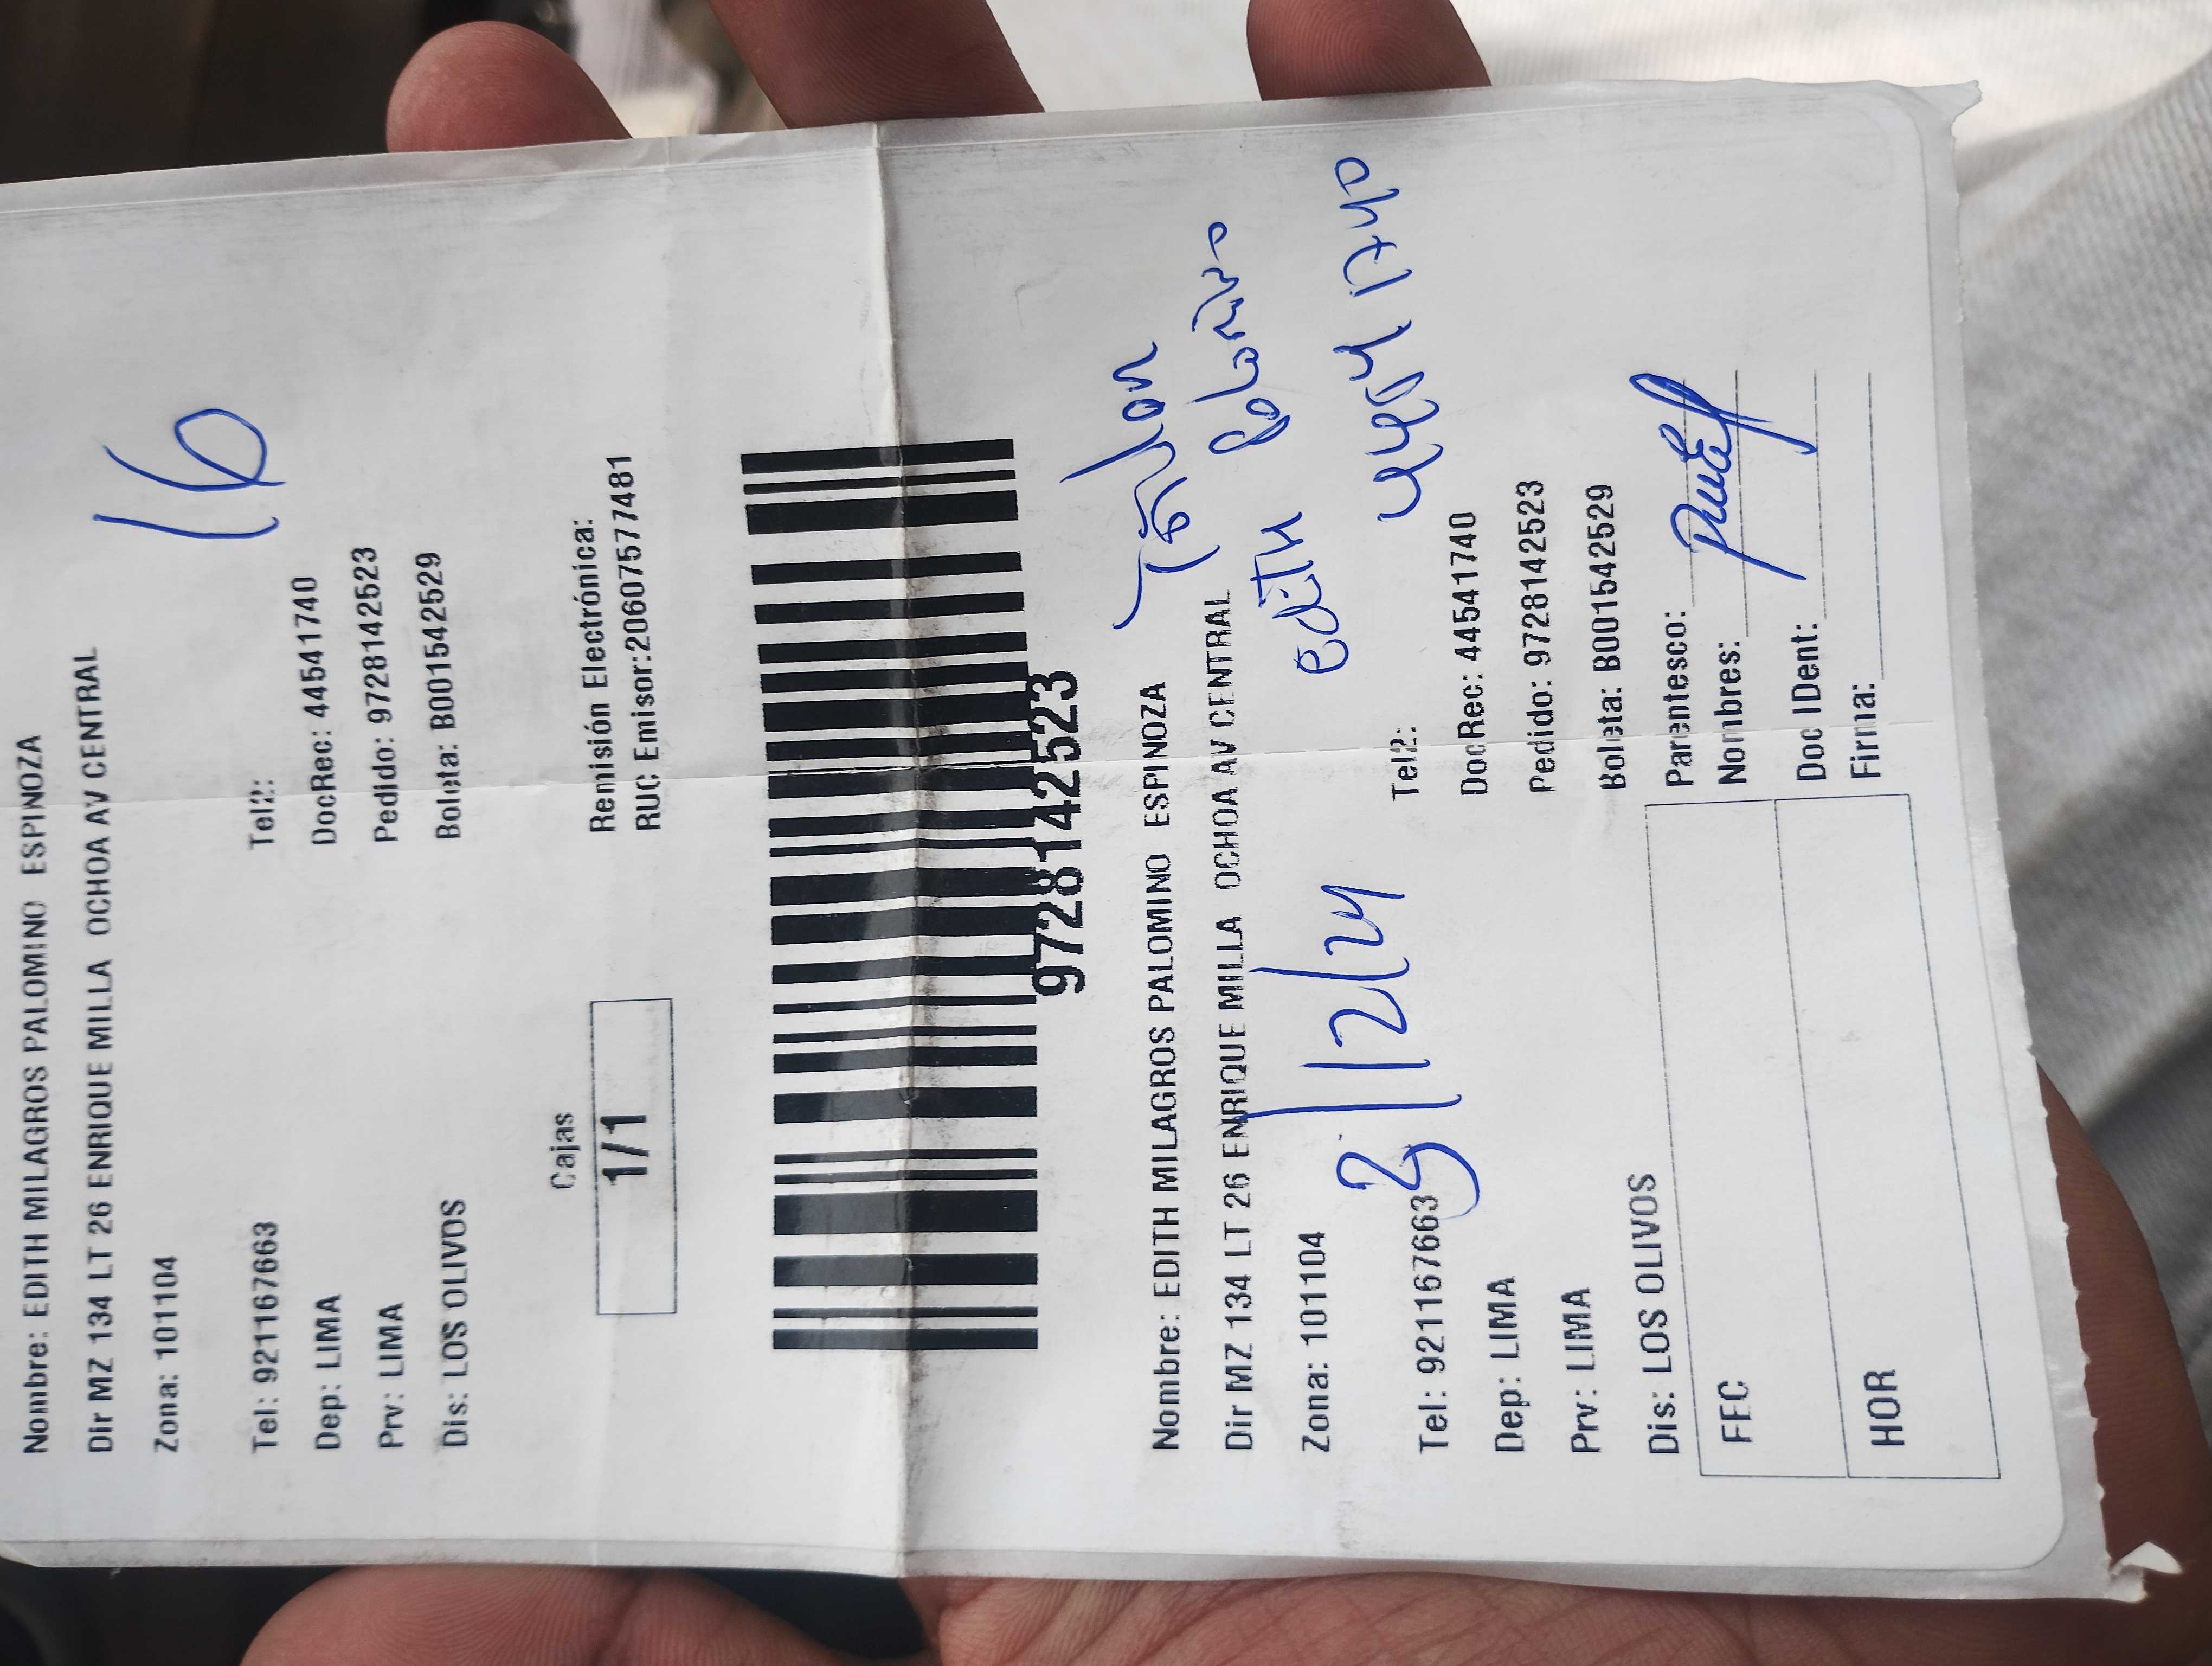 Nombre: EDITH MILAGROS PALOMINO ESPINOZA
Dir MZ 134 LT 26 ENRIQUE MILLA OCHOA AV CENTRAL
Zona: 101104
16
Tel: 921167663 Tel2:
Dep: LIMA DocRec: 44541740
Prv: LIMA Pedido: 9728142523
Dis: LOS OLIVOS Boleta: B001542529
Cajas
1/1
Remisión Electrónica:
RUC Emisor:20607577481
9728142523
Nombre: EDITH MILAGROS PALOMINO ESPINOZA
Dir MZ 134 LT 26 ENRIQUE MILLA OCHOA AV CENTRAL
Edith
Zona: 101104
44541740
Tel: 921167663 Tel2:
Dep: LIMA DocRec: 44541740
Prv: LIMA Pedido: 9728142523
Dis: LOS OLIVOS Boleta: B001542529
FEC
HOR
Parentesco:
Nombres:
Doc IDent:
Firma: